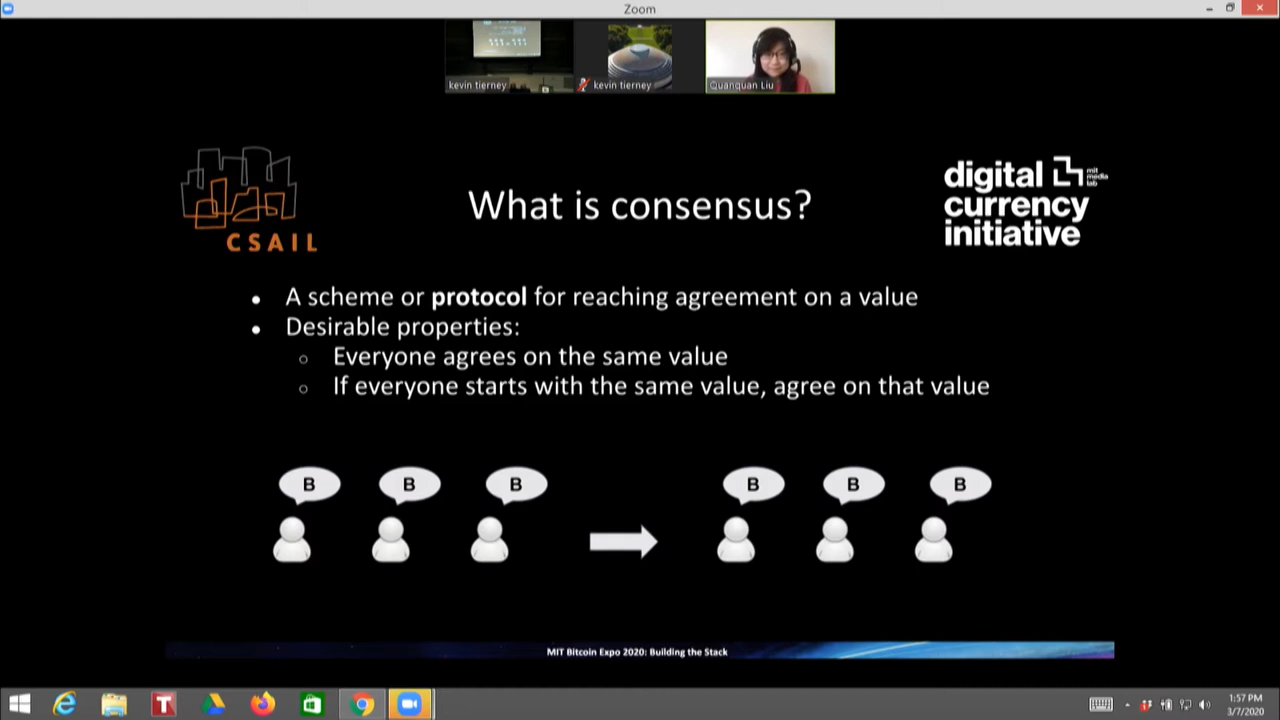 Zoom
kevin tierney
kevin tierney
Quanquan Liu
CSAIL
What is consensus?
digital
mit
media
lab
currency
initiative
A scheme or protocol for reaching agreement on a value
Desirable properties:
Everyone agrees on the same value
If everyone starts with the same value, agree on that value
B B B B B B
MIT Bitcoin Expo 2020: Building the Stack
1:57 PM
3/7/2020